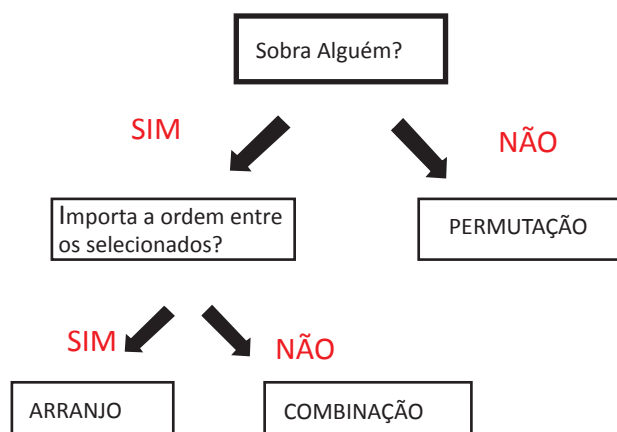 Sobra Alguém?
SIM
NÃO
Importa a ordem entre
os selecionados?
PERMUTAÇÃO
SIM
NÃO
ARRANJO
COMBINAÇÃO